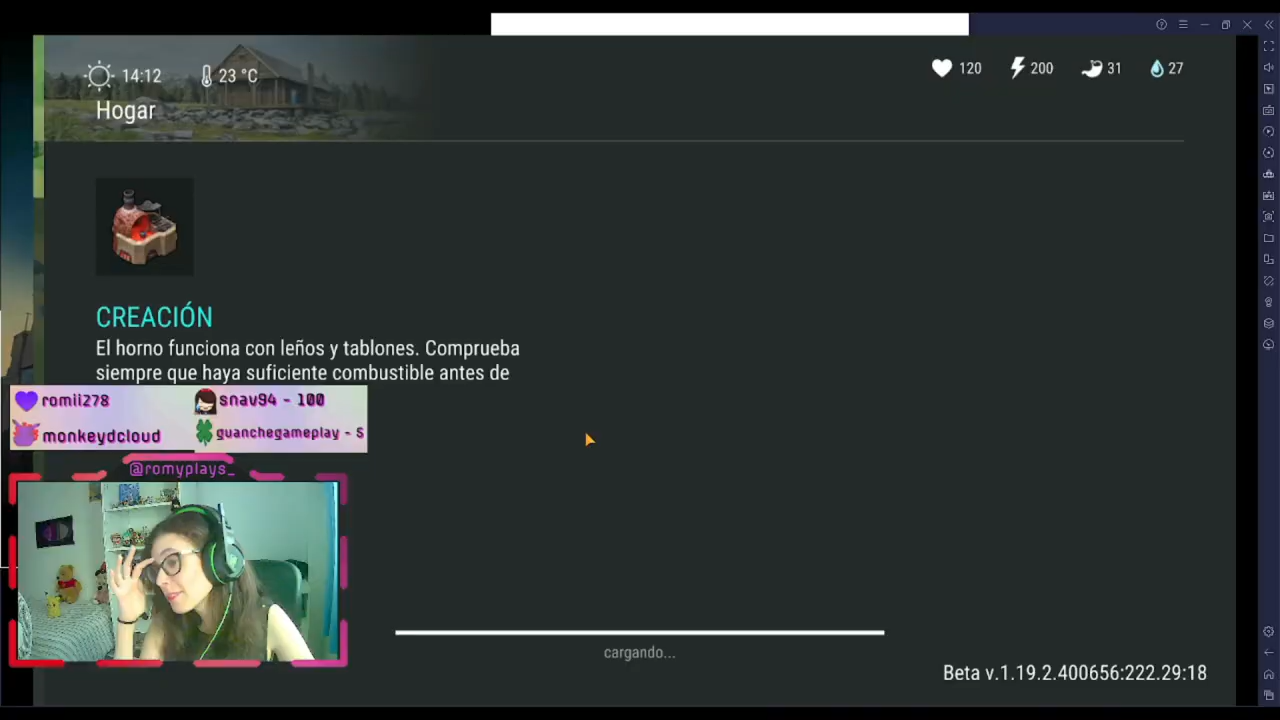 14:12 23 °C
Hogar
120 200 31 27
CREACIÓN
El horno funciona con leños y tablones. Comprueba
siempre que haya suficiente combustible antes de
romii278 snav94 - 100
monkeydcloud guanchegameplay - S
@romyplays_
cargando...
Beta v.1.19.2.400656:222.29:18